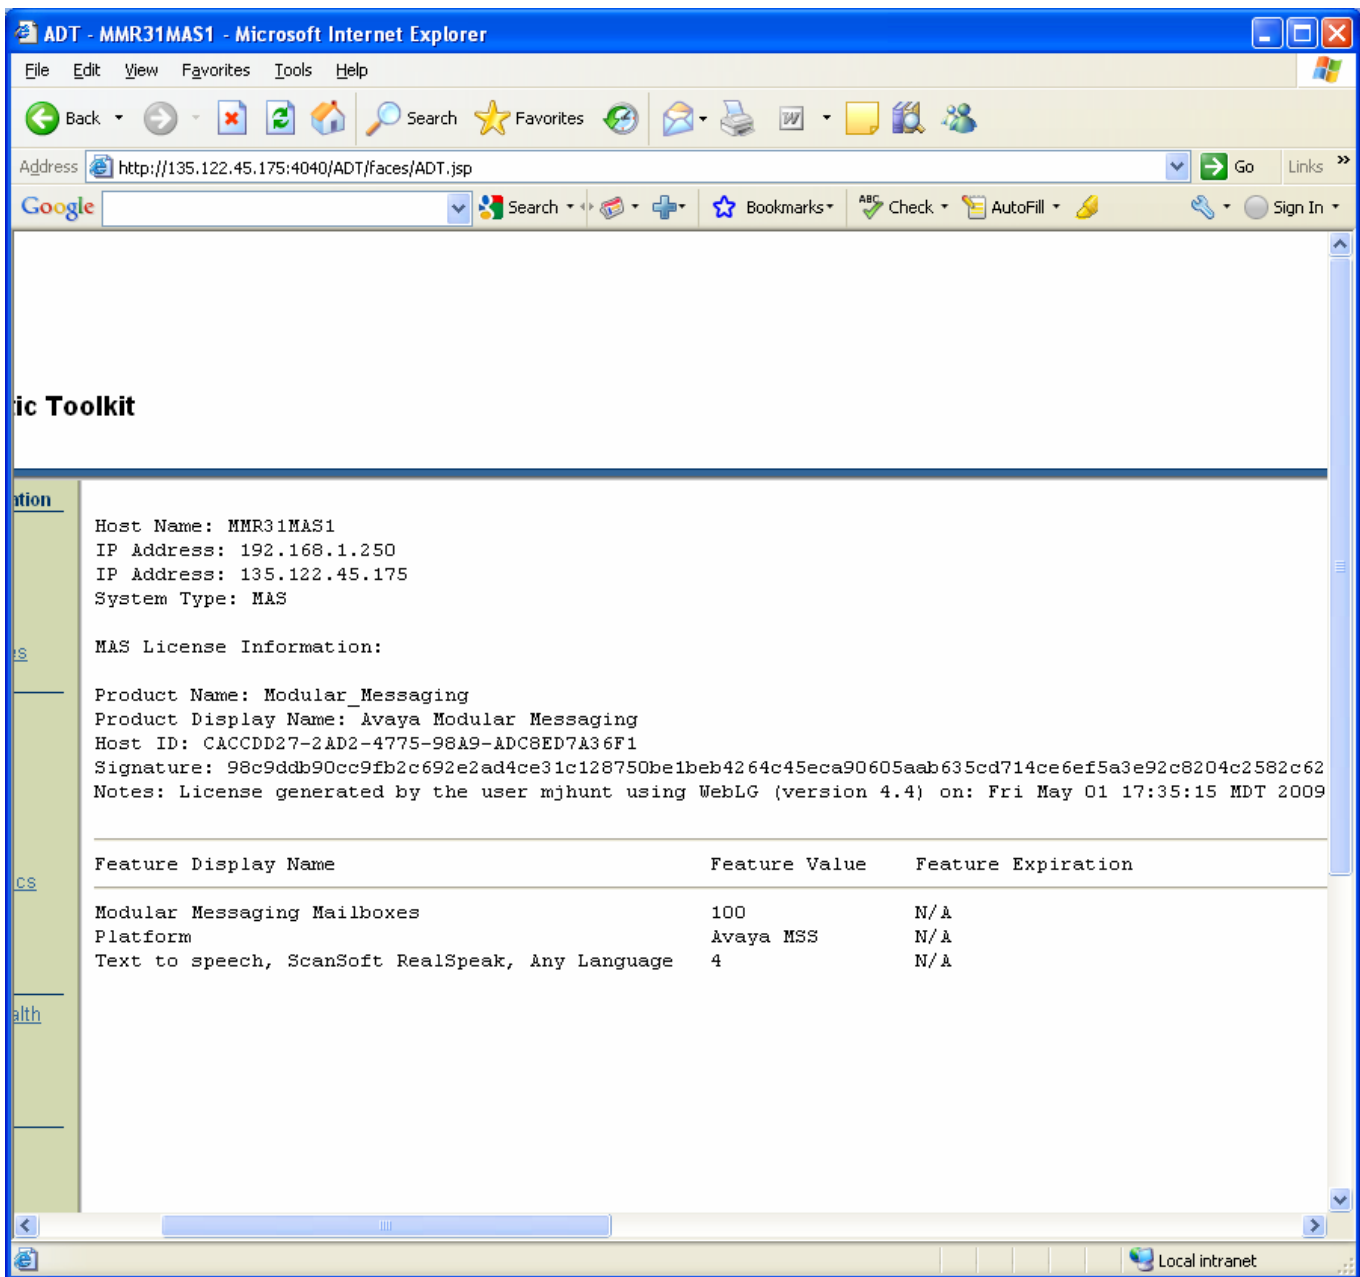 ADT - MMR31MAS1 - Microsoft Internet Explorer
File Edit View Favorites Tools Help
Back Search Favorites
Address http://135.122.45.175:4040/ADT/faces/ADT.jsp Go Links »
Google Search Bookmarks ABC Check AutoFill Sign In
ic Toolkit
ation
Host Name: MMR31MAS1
IP Address: 192.168.1.250
IP Address: 135.122.45.175
System Type: MAS
es
MAS License Information:
Product Name: Modular_Messaging
Product Display Name: Avaya Modular Messaging
Host ID: CACCDD27-2AD2-4775-98A9-ADC8ED7A36F1
Signature: 98c9ddb90cc9fb2c692e2ad4ce31c128750be1beb4264c45eca90605aab635cd714ce6ef5a3e92c8204c2582c62
Notes: License generated by the user mjhunt using WebLG (version 4.4) on: Fri May 01 17:35:15 MDT 2009
Feature Display Name Feature Value Feature Expiration
cs
Modular Messaging Mailboxes 100 N/A
Platform Avaya MSS N/A
Text to speech, ScanSoft RealSpeak, Any Language 4 N/A
alth
Local intranet